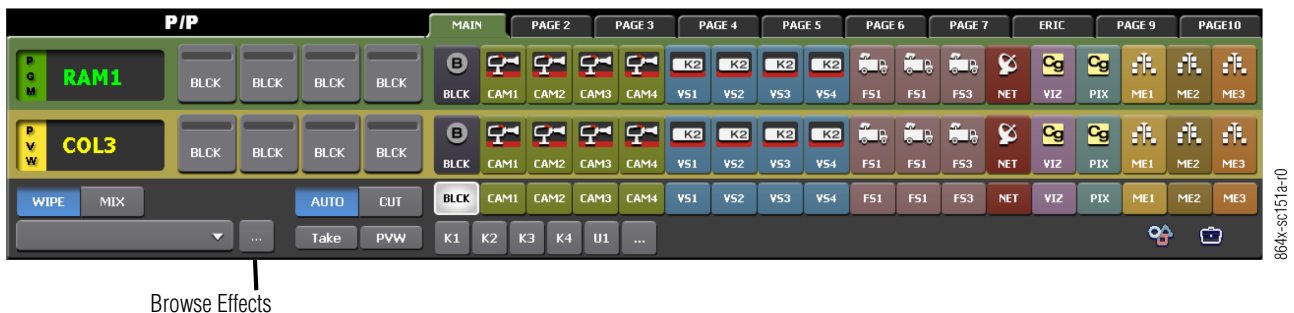 P/P MAIN PAGE 2 PAGE 3 PAGE 4 PAGE 5 PAGE 6 PAGE 7 ERIC PAGE 9 PAGE10
PGM RAM1 BLCK BLCK BLCK BLCK
B Cg Cg
K2 K2 K2 K2
BLCK CAM1 CAM2 CAM3 CAM4 VS1 VS2 VS3 VS4 FS1 FS1 FS3 NET VIZ PIX ME1 ME2 ME3
PVW COL3 BLCK BLCK BLCK BLCK
B K2 K2 K2 K2 Cg Cg
BLCK CAM1 CAM2 CAM3 CAM4 VS1 VS2 VS3 VS4 FS1 FS1 FS3 NET VIZ PIX ME1 ME2 ME3
WIPE MIX AUTO CUT BLCK CAM1 CAM2 CAM3 CAM4 VS1 VS2 VS3 VS4 FS1 FS1 FS3 NET VIZ PIX ME1 ME2 ME3
... Take PVW K1 K2 K3 K4 U1 ...
Browse Effects
864x-sc151a-r0